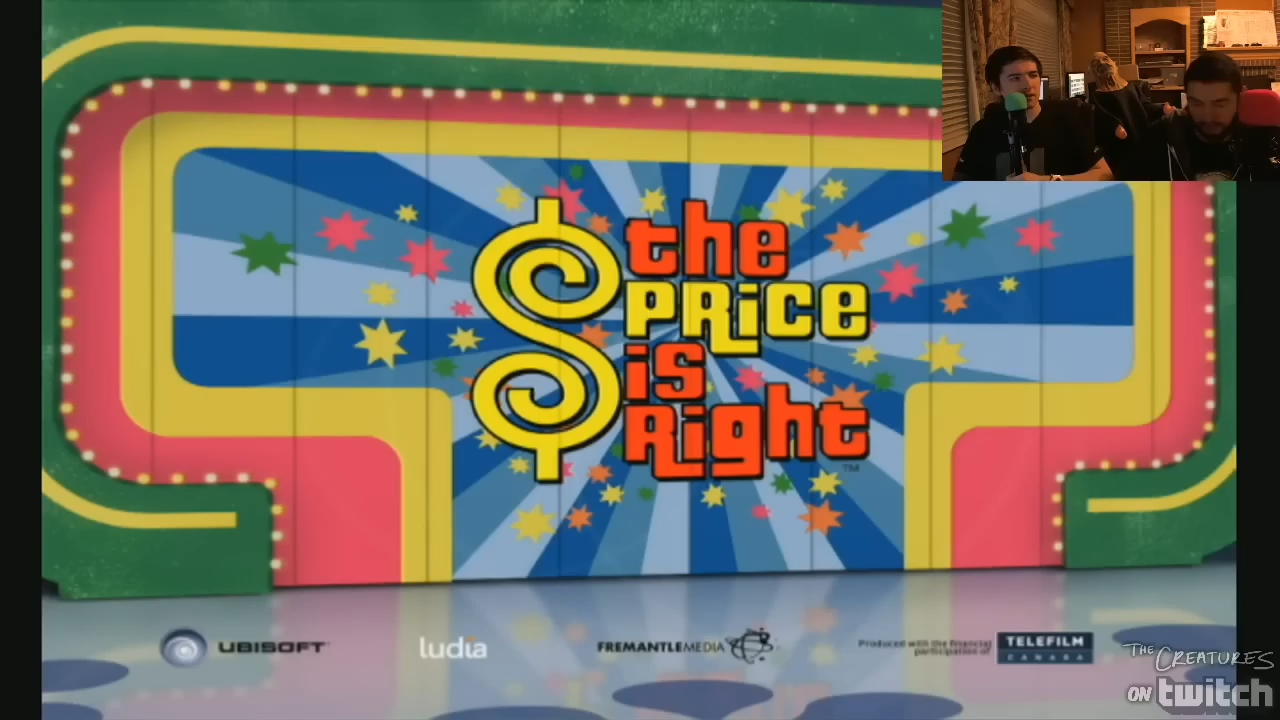 the
PRice
is
Right
TM
UBISOFT
ludia
FREMANTLEMEDIA
Produced with the financial
participation of
TELEFILM
CANADA
THE CREATURES
ON twitch